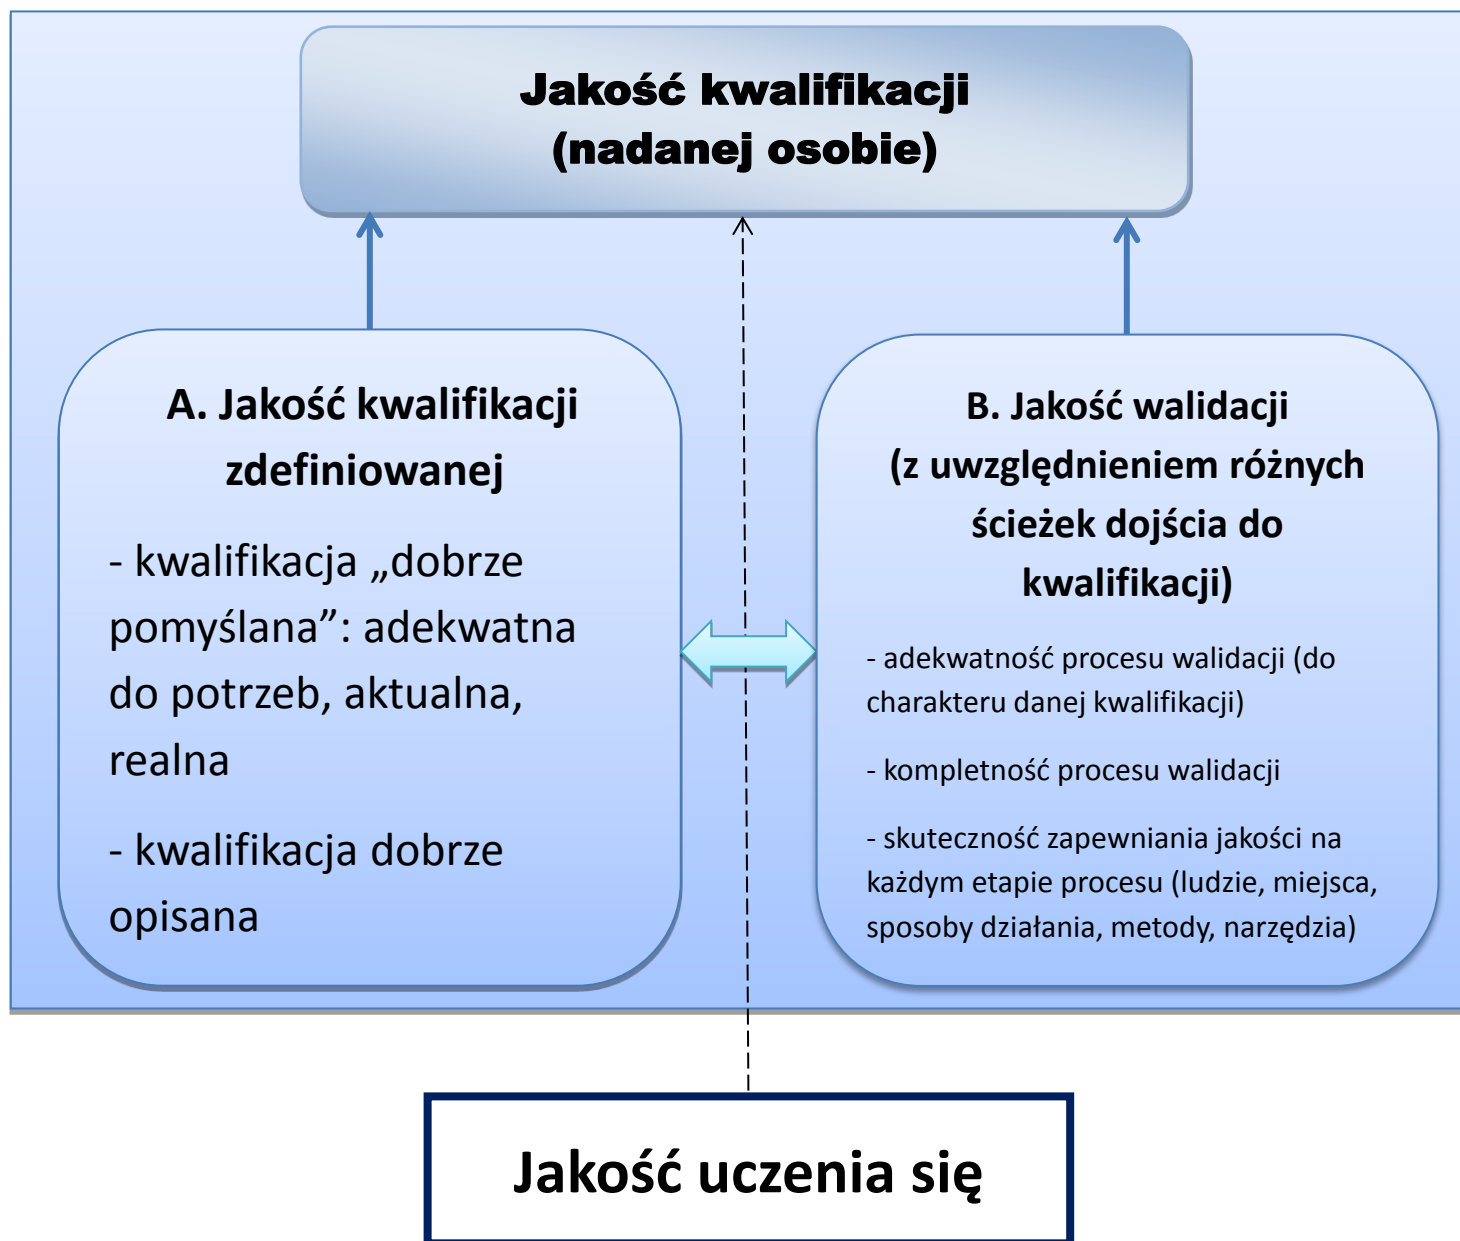 Jakość kwalifikacji
(nadanej osobie)
A. Jakość kwalifikacji
zdefiniowanej
- kwalifikacja „dobrze
pomyślana”: adekwatna
do potrzeb, aktualna,
realna
- kwalifikacja dobrze
opisana
B. Jakość walidacji
(z uwzględnieniem różnych
ścieżek dojścia do
kwalifikacji)
- adekwatność procesu walidacji (do
charakteru danej kwalifikacji)
- kompletność procesu walidacji
- skuteczność zapewniania jakości na
każdym etapie procesu (ludzie, miejsca,
sposoby działania, metody, narzędzia)
Jakość uczenia się